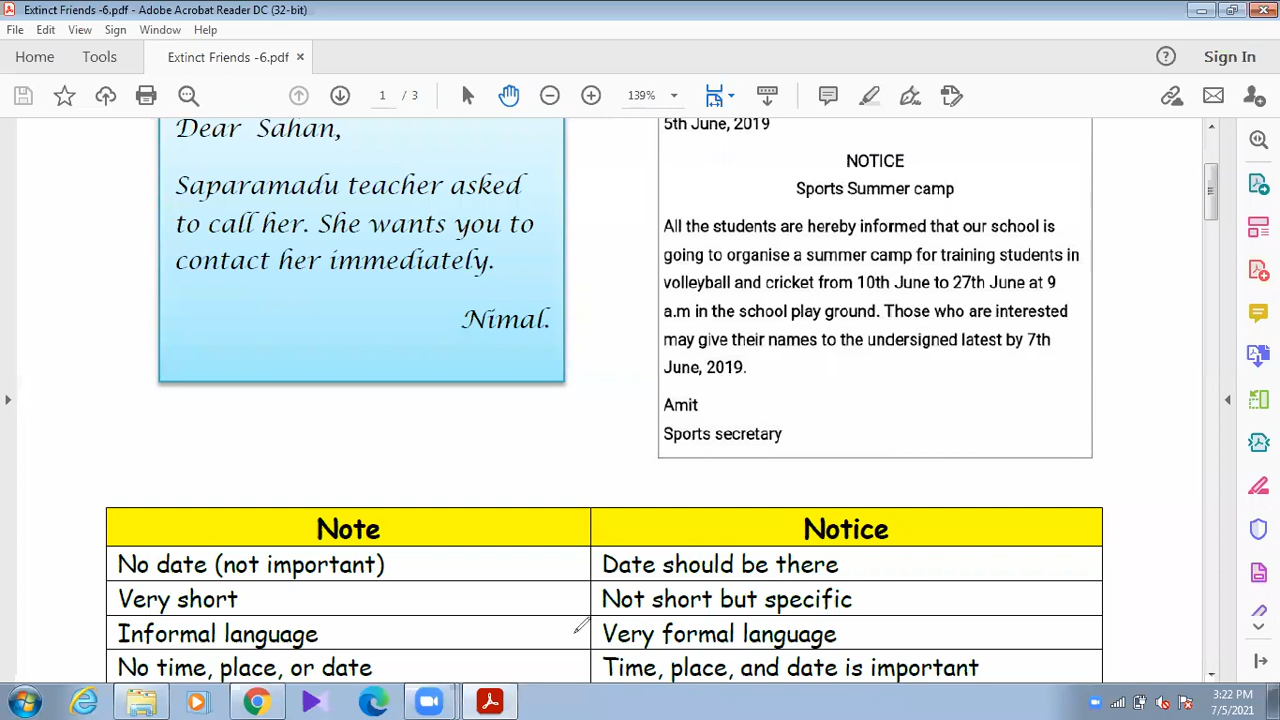 Extinct Friends -6.pdf - Adobe Acrobat Reader DC (32-bit)
File Edit View Sign Window Help
Home Tools Extinct Friends -6.pdf × Sign In
1 / 3 139%
Dear Sahan,
Saparamadu teacher asked
to call her. She wants you to
contact her immediately.
Nimal.
5th June, 2019
NOTICE
Sports Summer camp
All the students are hereby informed that our school is
going to organise a summer camp for training students in
volleyball and cricket from 10th June to 27th June at 9
a.m in the school play ground. Those who are interested
may give their names to the undersigned latest by 7th
June, 2019.
Amit
Sports secretary
Note Notice
No date (not important) Date should be there
Very short Not short but specific
Informal language Very formal language
No time, place, or date Time, place, and date is important
3:22 PM
7/5/2021